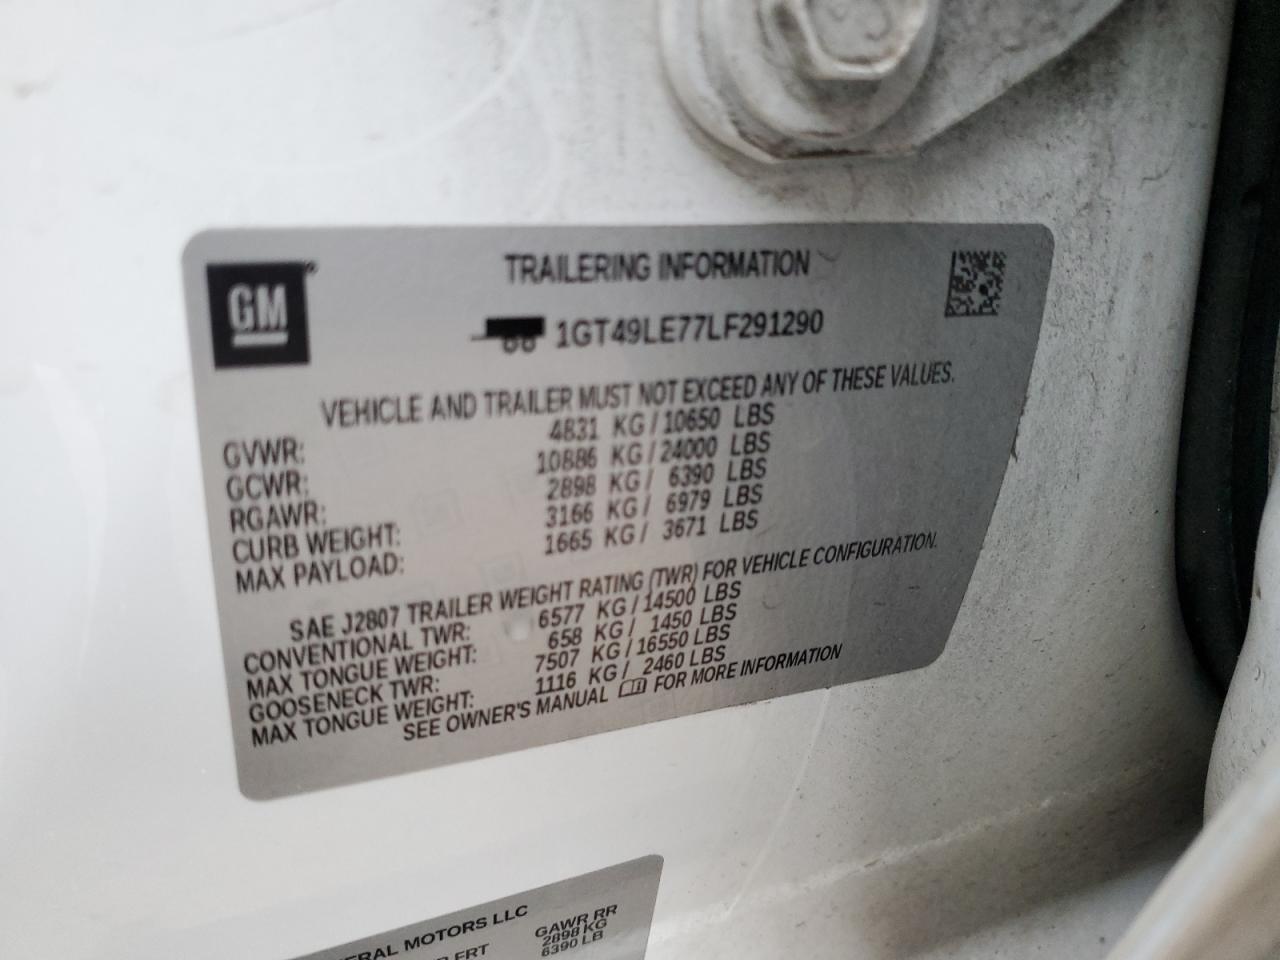 GM
TRAILERING INFORMATION
1GT49LE77LF291290
VEHICLE AND TRAILER MUST NOT EXCEED ANY OF THESE VALUES.
GVWR: 4831 KG / 10650 LBS
GCWR: 10886 KG / 24000 LBS
RGAWR: 2898 KG / 6390 LBS
CURB WEIGHT: 3166 KG / 6979 LBS
MAX PAYLOAD: 1665 KG / 3671 LBS
SAE J2807 TRAILER WEIGHT RATING (TWR) FOR VEHICLE CONFIGURATION.
CONVENTIONAL TWR: 6577 KG / 14500 LBS
MAX TONGUE WEIGHT: 658 KG / 1450 LBS
GOOSENECK TWR: 7507 KG / 16550 LBS
MAX TONGUE WEIGHT: 1116 KG / 2460 LBS
SEE OWNER'S MANUAL FOR MORE INFORMATION
MOTORS LLC
FRT GAWR RR
2898 KG
6390 LB